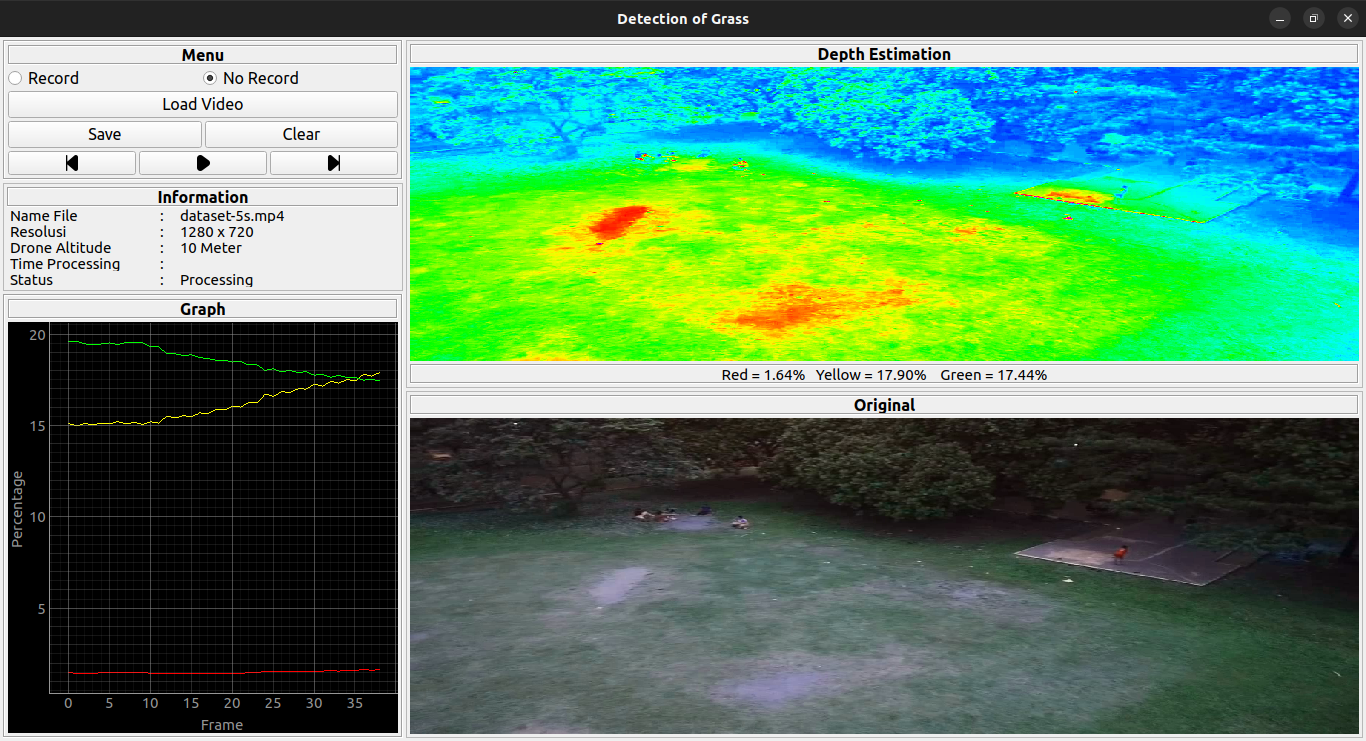 Detection of Grass
Menu
Record No Record
Load Video
Save Clear
Information
Name File : dataset-5s.mp4
Resolusi : 1280 x 720
Drone Altitude : 10 Meter
Time Processing :
Status : Processing
Graph
20
15
10
5
Percentage
0 5 10 15 20 25 30 35
Frame
Depth Estimation
Red = 1.64% Yellow = 17.90% Green = 17.44%
Original